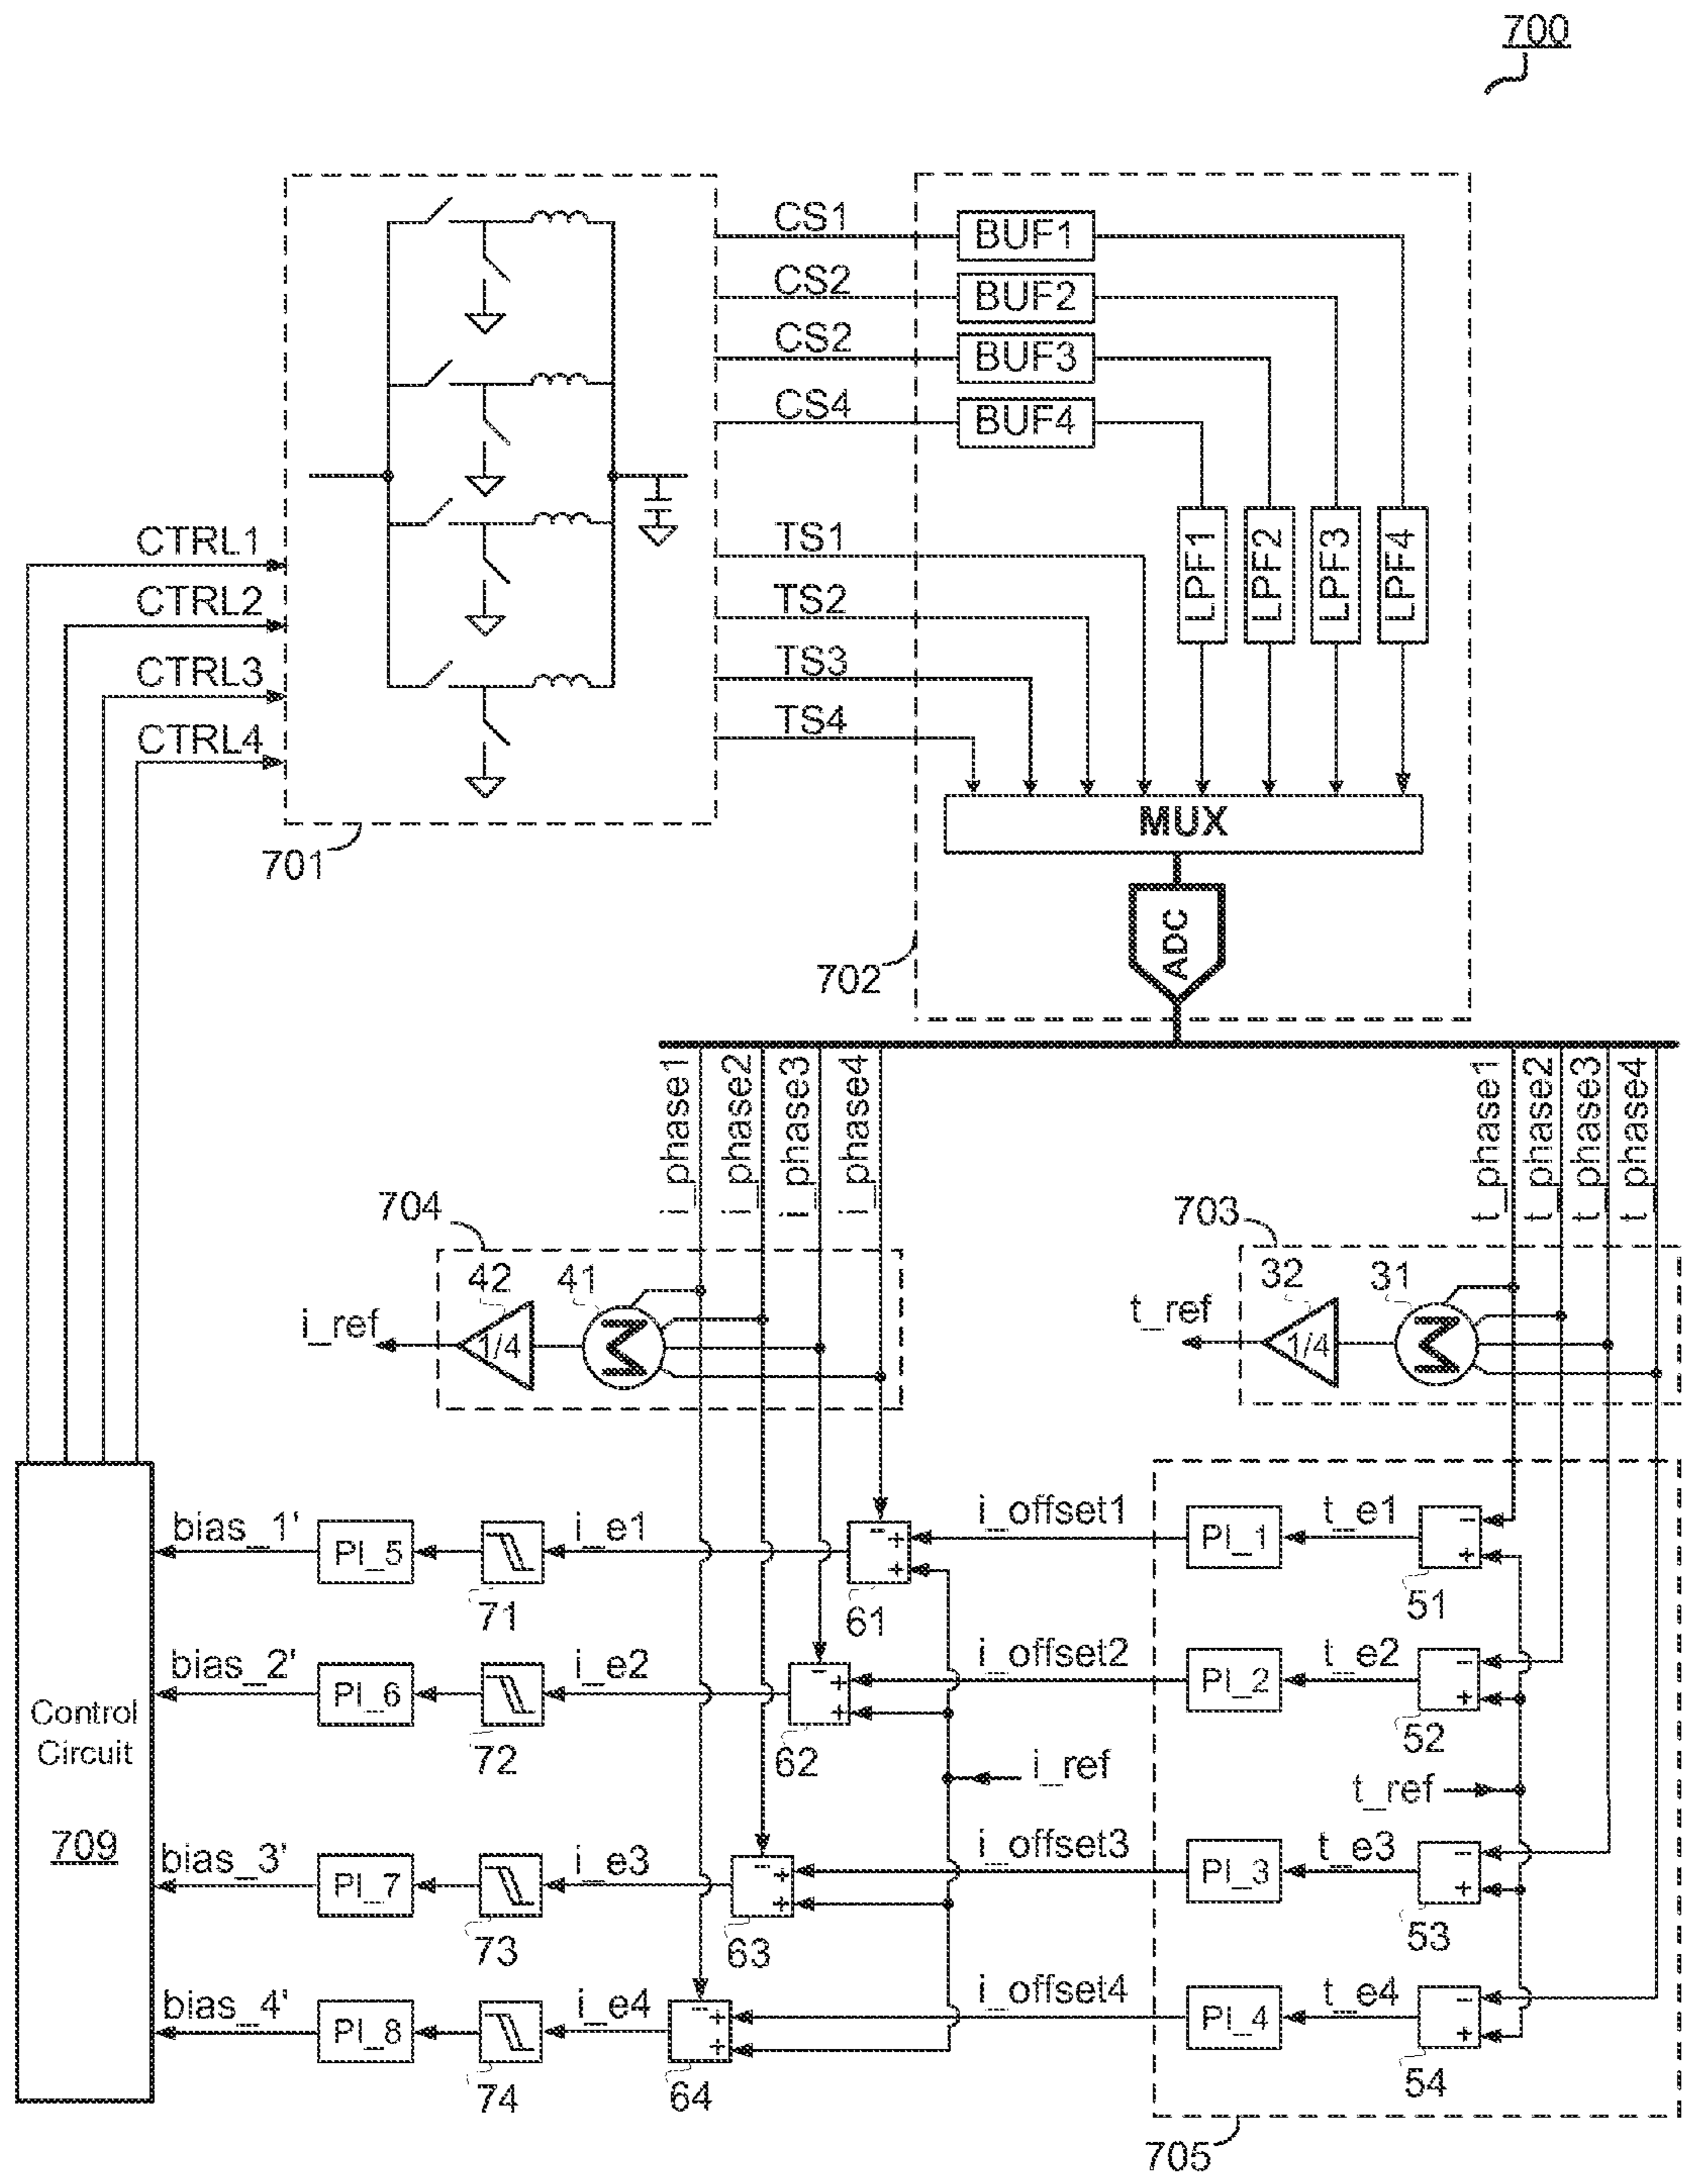 700
CS1
BUF1
CS2
BUF2
CS2
BUF3
CS4
BUF4
CTRL1
TS1
LPF1
LPF2
LPF3
LPF4
CTRL2
TS2
CTRL3
TS3
CTRL4
TS4
MUX
701
ADC
702
i_phase1
i_phase2
i_phase3
i_phase4
t_phase1
t_phase2
t_phase3
t_phase4
704
703
42
41
32
31
i_ref
1/4
Σ
t_ref
1/4
Σ
bias_1'
PI_5
i_e1
- + +
i_offset1
PI_1
t_e1
- +
71
61
51
bias_2'
PI_6
i_e2
- + +
i_offset2
PI_2
t_e2
- +
72
62
52
Control
Circuit
709
i_ref
t_ref
bias_3'
PI_7
i_e3
- + +
i_offset3
PI_3
t_e3
- +
73
63
53
bias_4'
PI_8
i_e4
- + +
i_offset4
PI_4
t_e4
- +
74
64
54
705